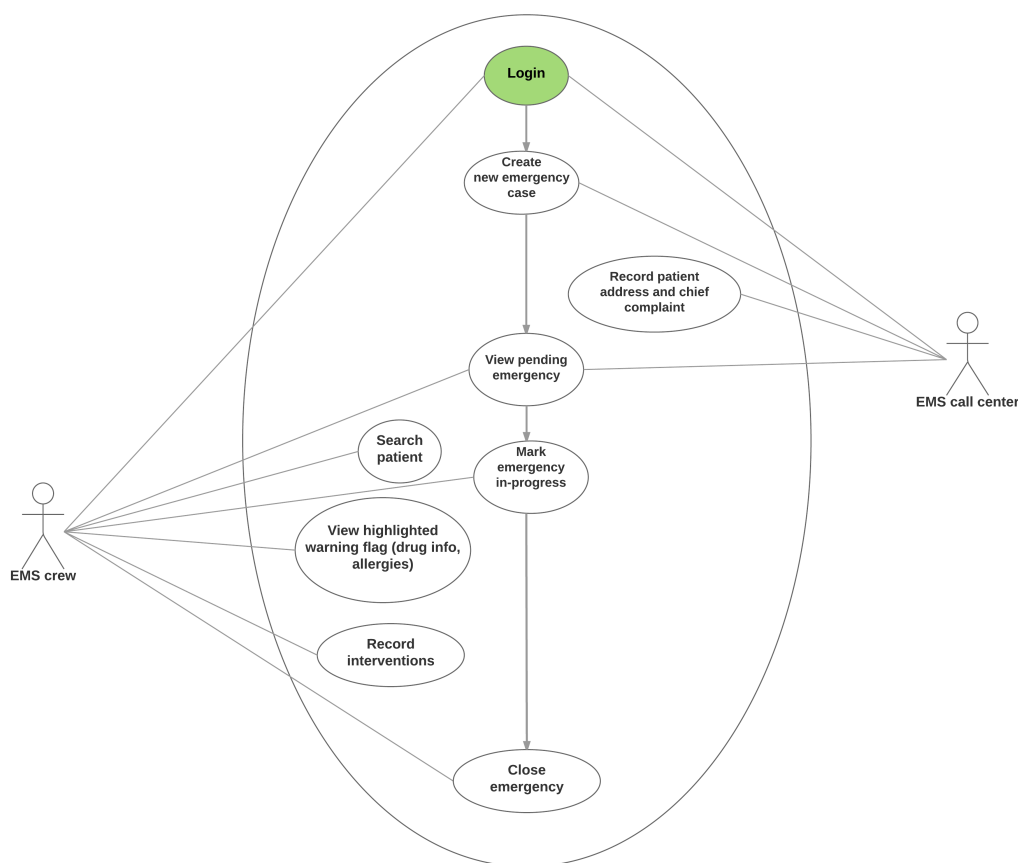 Login
Create
new emergency
case
Record patient
address and chief
complaint
View pending
emergency
EMS call center
Search
patient
Mark
emergency
in-progress
View highlighted
warning flag (drug info,
allergies)
EMS crew
Record
interventions
Close
emergency